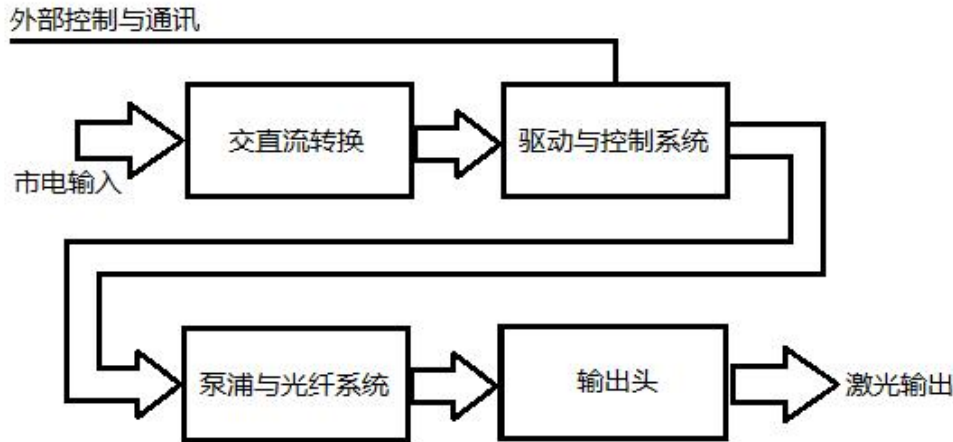 外部控制与通讯
交直流转换
驱动与控制系统
市电输入
泵浦与光纤系统
输出头
激光输出